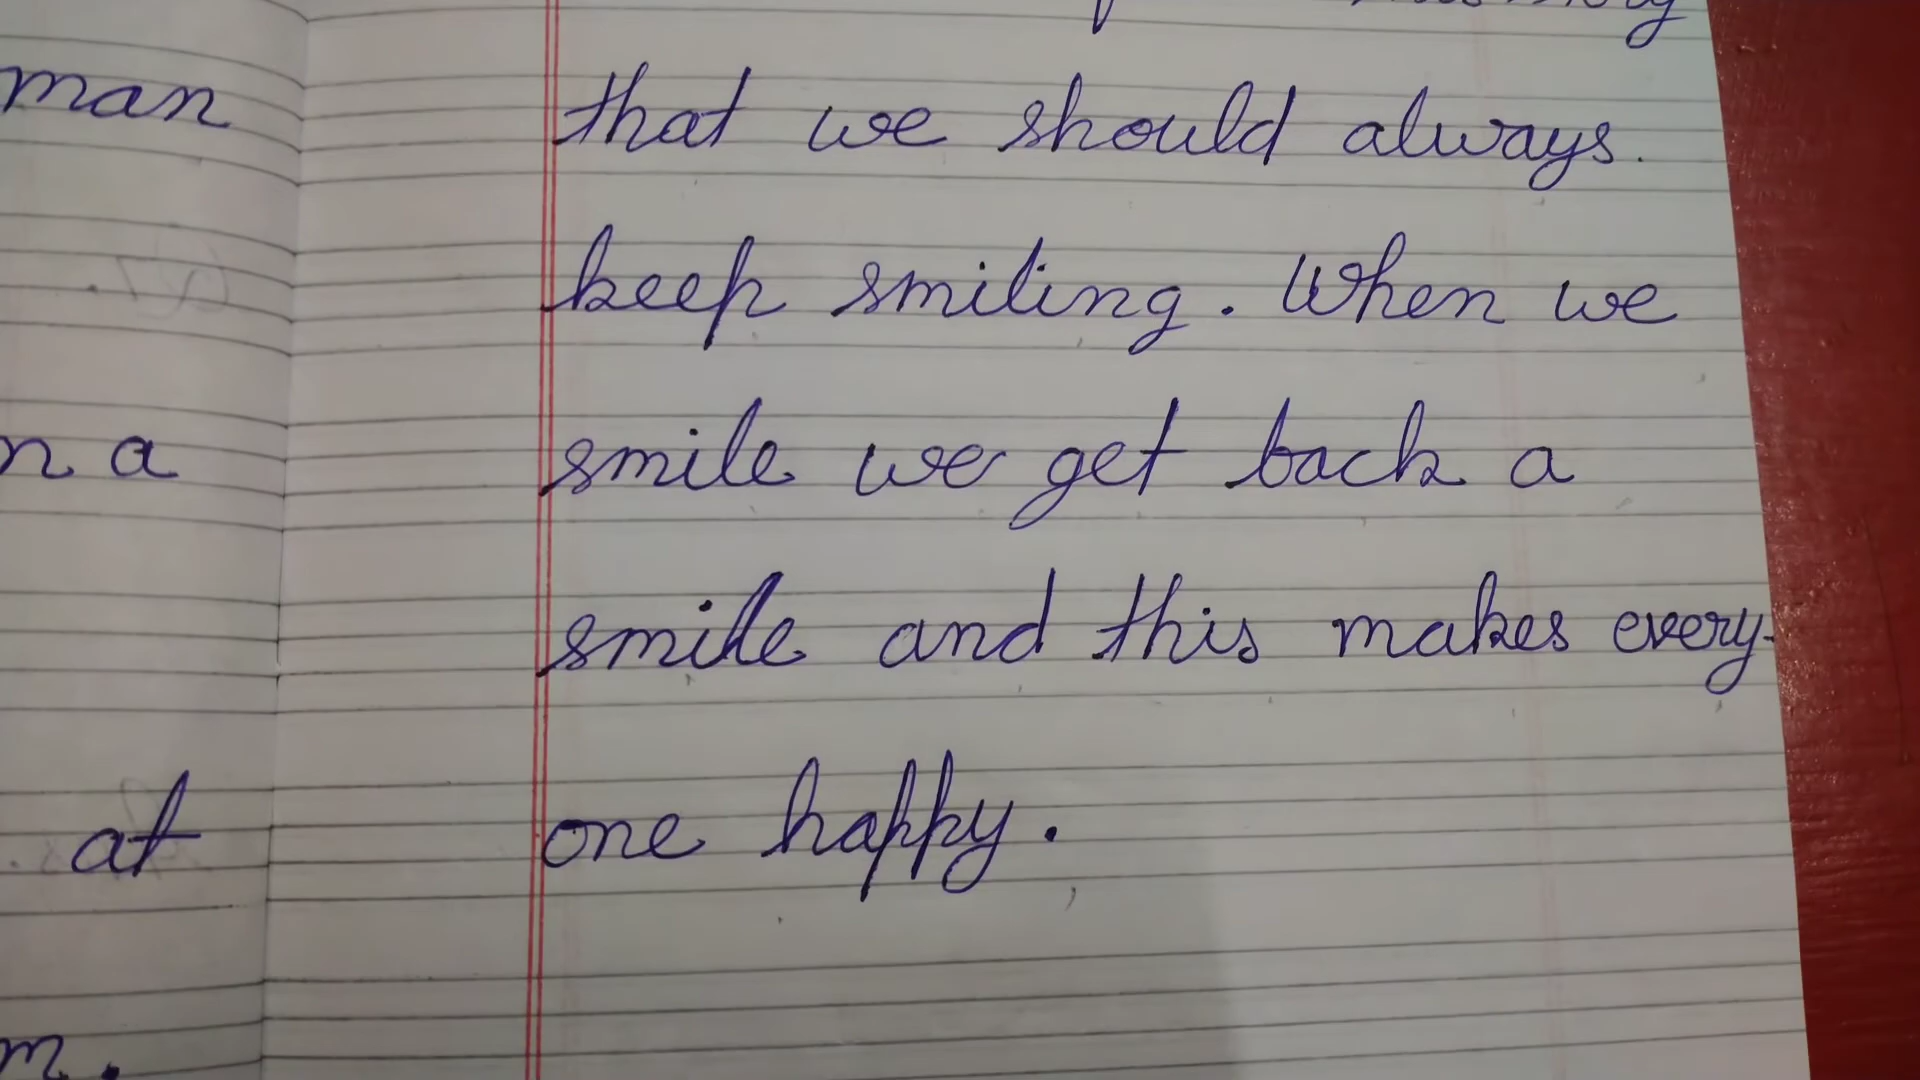 man
n a
at
m.
story
that we should always.
keep smiling. When we
smile we get back a
smile and this makes every-
one happy.